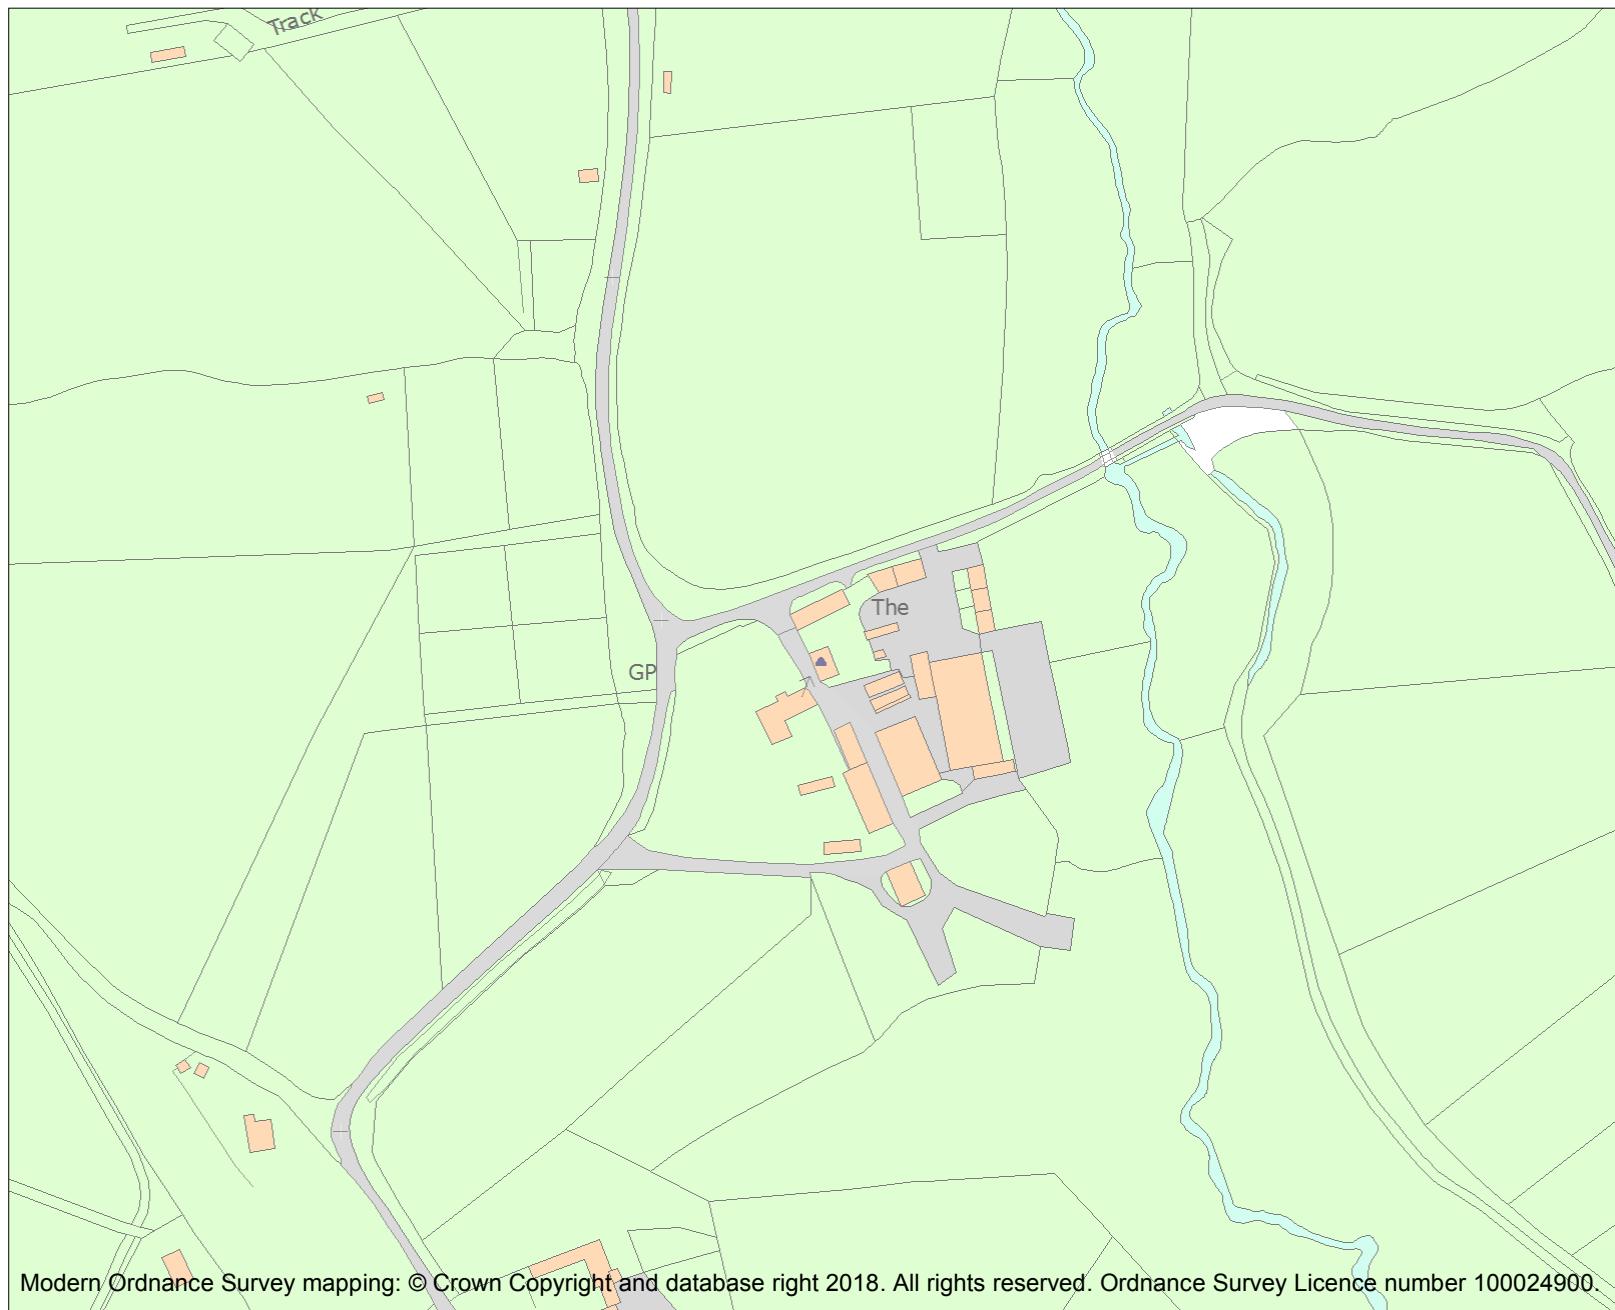 Track
The
GP
Modern Ordnance Survey mapping: © Crown Copyright and database right 2018. All rights reserved. Ordnance Survey Licence number 100024900.